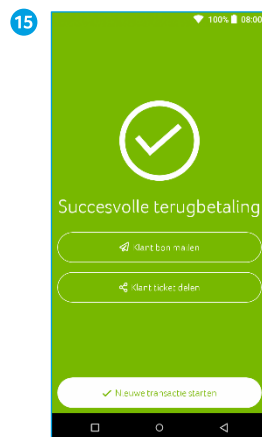 15
100% 08:00
Succesvolle terugbetaling
Klant bon mailen
Klant ticket delen
Nieuwe transactie starten